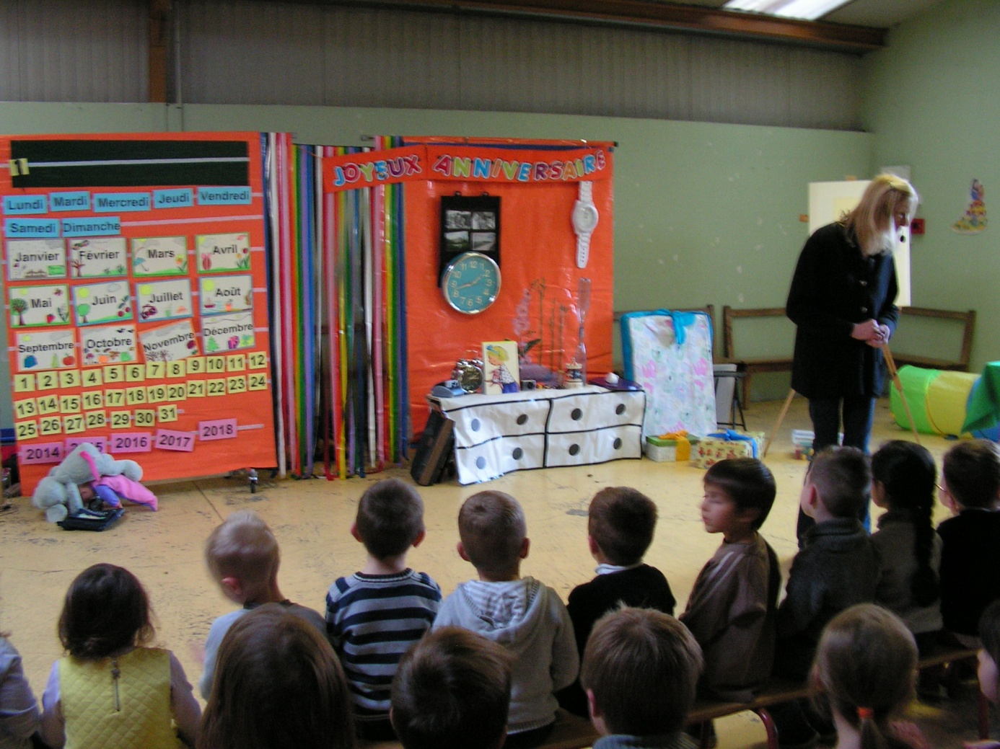 1
Lundi Mardi Mercredi Jeudi Vendredi
Samedi Dimanche
Janvier Février Mars Avril
Mai Juin Juillet Août
Septembre Octobre Novembre Décembre
1 2 3 4 5 6 7 8 9 10 11 12
13 14 15 16 17 18 19 20 21 22 23 24
25 26 27 28 29 30 31
2014 2016 2017 2018
JOYEUX ANNIVERSAIRE